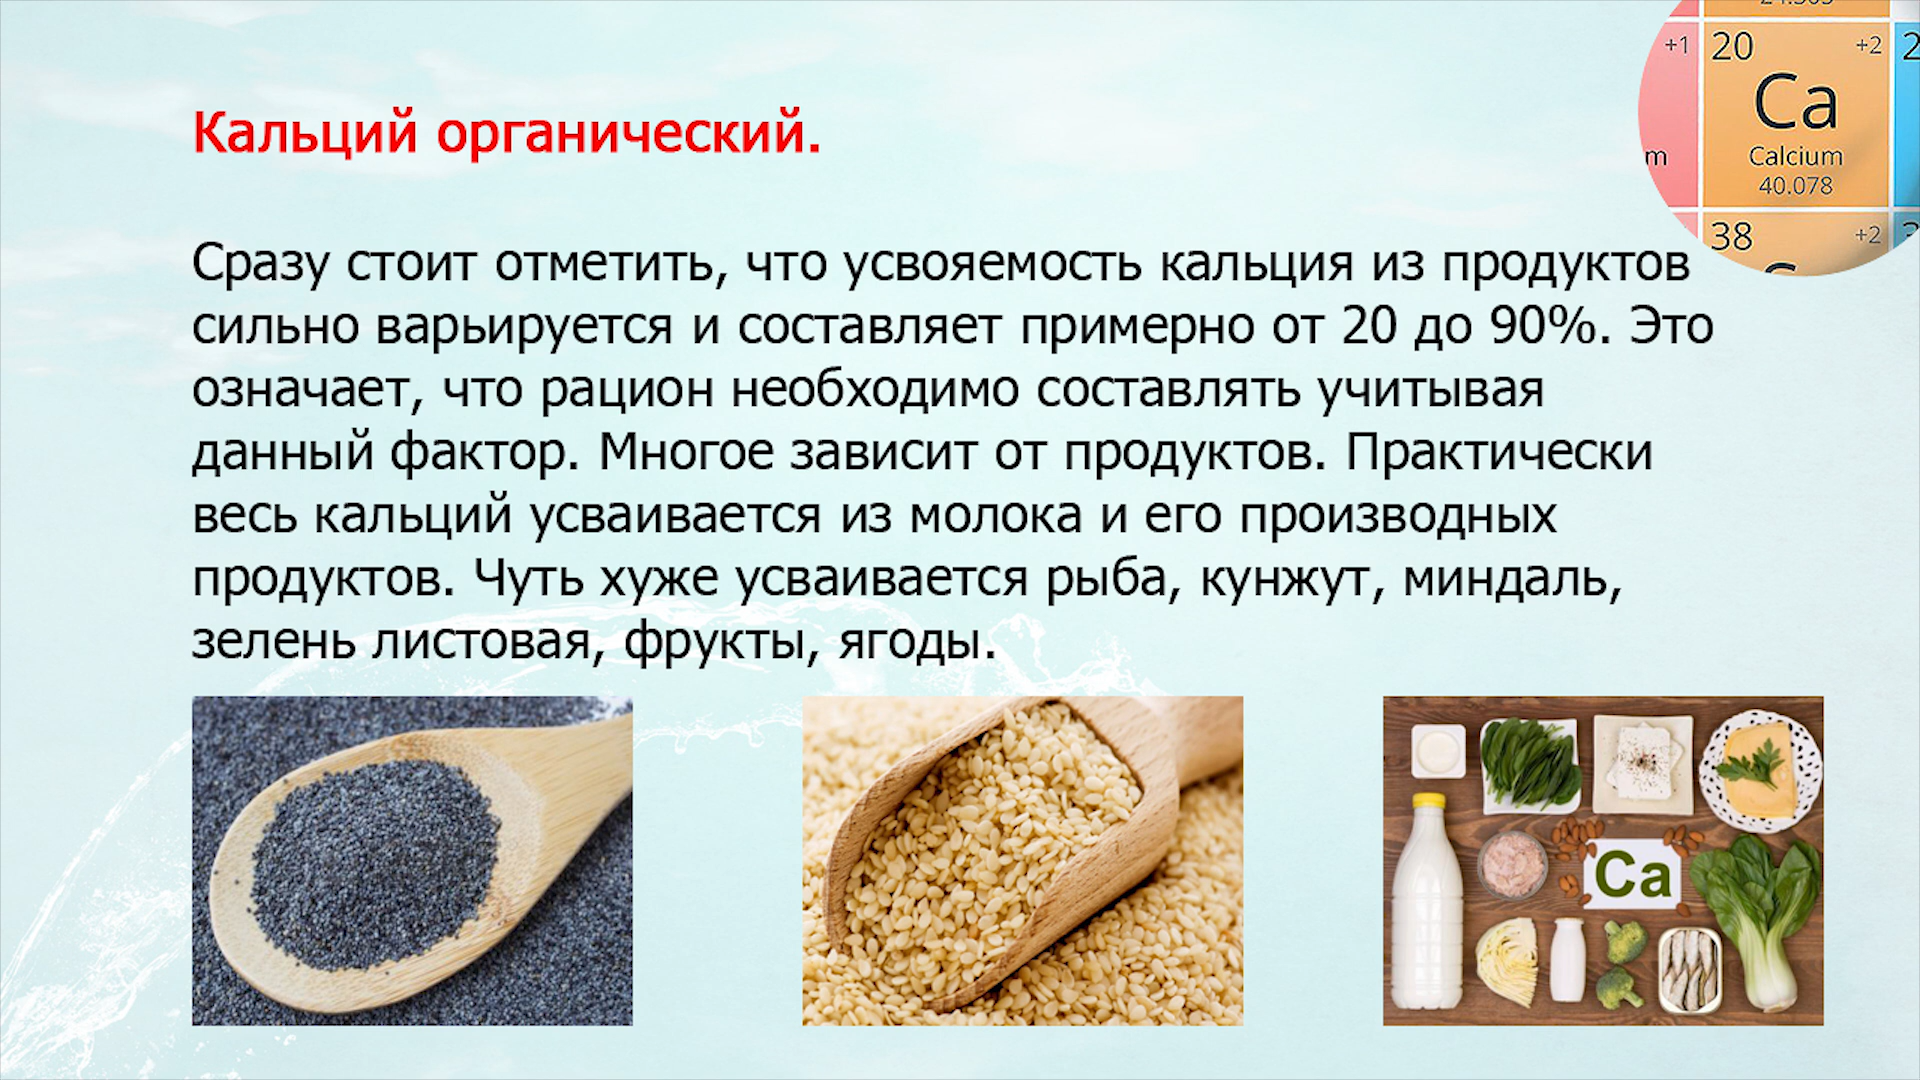 24.305
+1
20
+2
2
Ca
m
Calcium
40.078
38
+2
Кальций органический.
Сразу стоит отметить, что усвояемость кальция из продуктов
сильно варьируется и составляет примерно от 20 до 90%. Это
означает, что рацион необходимо составлять учитывая
данный фактор. Многое зависит от продуктов. Практически
весь кальций усваивается из молока и его производных
продуктов. Чуть хуже усваивается рыба, кунжут, миндаль,
зелень листовая, фрукты, ягоды.
Ca